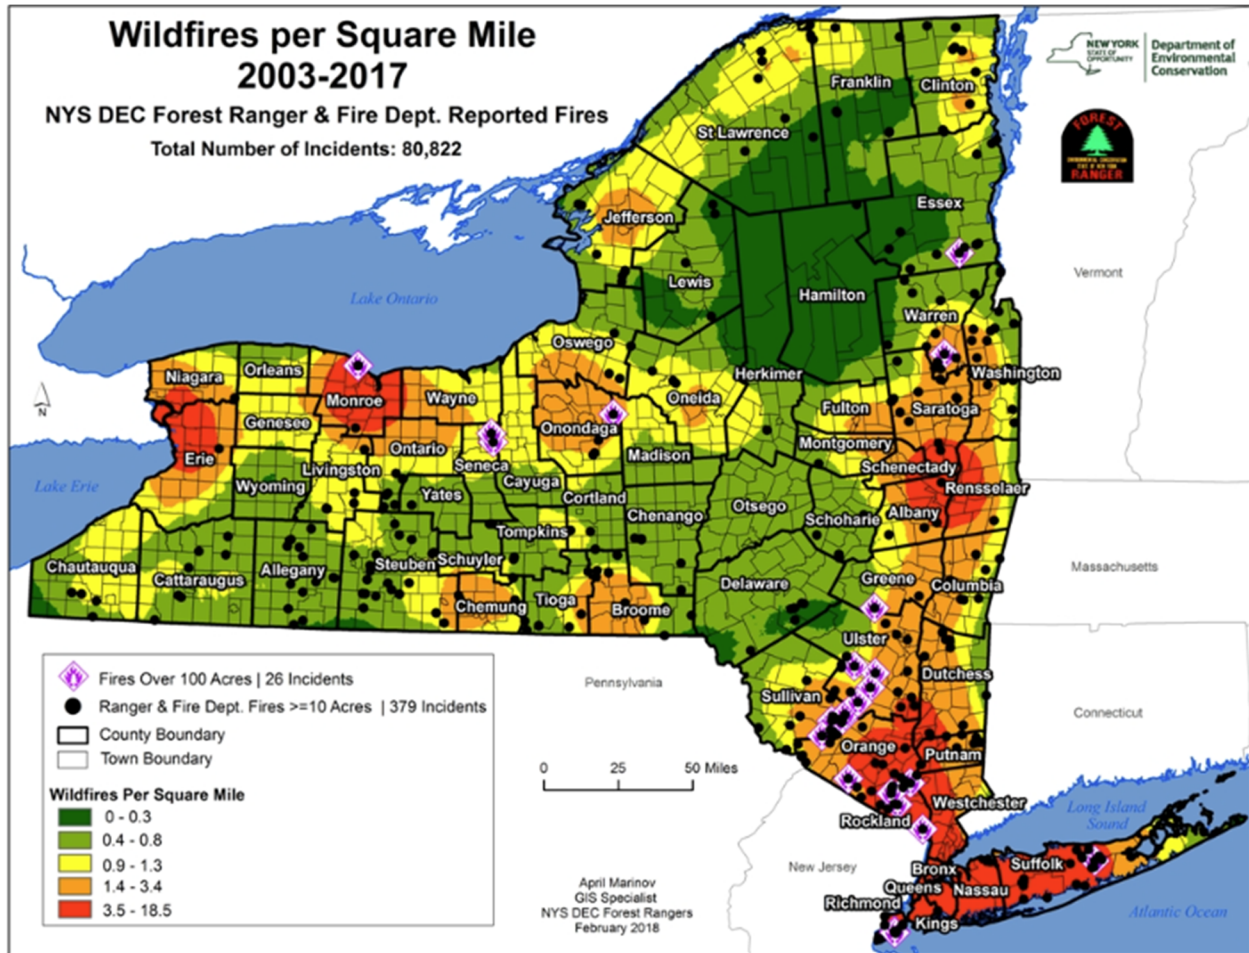 Wildfires per Square Mile
2003-2017
NYS DEC Forest Ranger & Fire Dept. Reported Fires
Total Number of Incidents: 80,822
NEW YORK
STATE OF
OPPORTUNITY
Department of
Environmental
Conservation
FOREST
ENVIRONMENTAL CONSERVATION
STATE OF NEW YORK
RANGER
Franklin
Clinton
St Lawrence
Essex
Jefferson
Vermont
Lewis
Hamilton
Lake Ontario
Warren
Oswego
Orleans
Niagara
Herkimer
Washington
Monroe
Wayne
Oneida
Fulton
Saratoga
N
Genesee
Onondaga
Ontario
Montgomery
Erie
Livingston
Seneca
Madison
Schenectady
Lake Erie
Wyoming
Yates
Cayuga
Cortland
Rensselaer
Chenango
Otsego
Schoharie
Albany
Tompkins
Chautauqua
Cattaraugus
Allegany
Steuben
Schuyler
Massachusetts
Delaware
Greene
Columbia
Chemung
Tioga
Broome
Ulster
Pennsylvania
Dutchess
Sullivan
Connecticut
Orange
Putnam
Westchester
Rockland
Long Island
Sound
New Jersey
Bronx
Suffolk
Queens
Nassau
Richmond
Kings
Atlantic Ocean
Fires Over 100 Acres | 26 Incidents
Ranger & Fire Dept. Fires >=10 Acres | 379 Incidents
County Boundary
Town Boundary
Wildfires Per Square Mile
0 - 0.3
0.4 - 0.8
0.9 - 1.3
1.4 - 3.4
3.5 - 18.5
0 25 50 Miles
April Marinov
GIS Specialist
NYS DEC Forest Rangers
February 2018